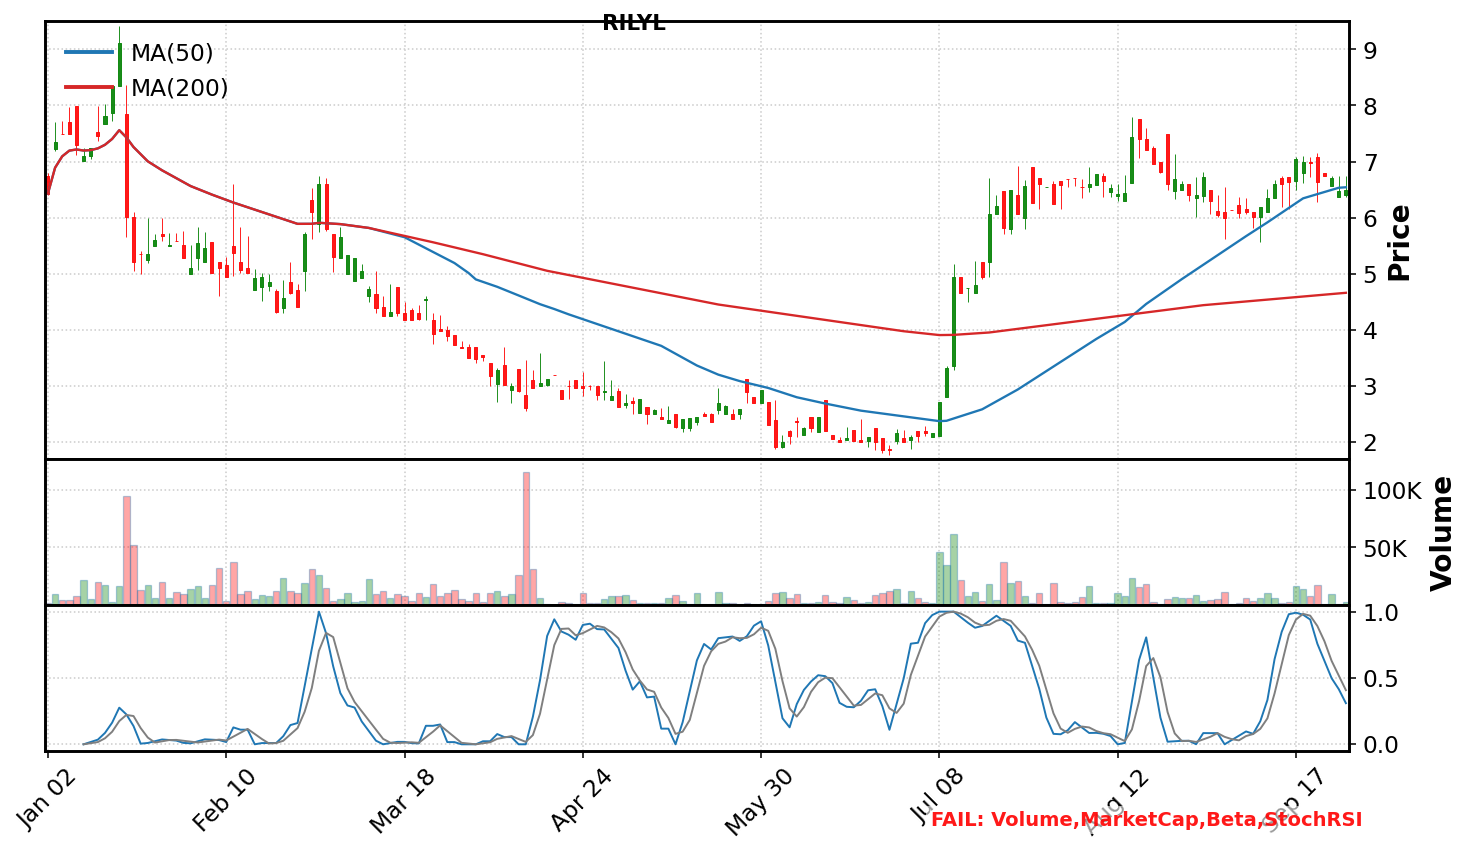 RILYL
MA(50)
MA(200)
9
8
7
6
5
4
3
2
Price
100K
50K
Volume
1.0
0.5
0.0
Jan 02
Feb 10
Mar 18
Apr 24
May 30
Jul 08
Aug 12
Sep 17
FAIL: Volume,MarketCap,Beta,StochRSI